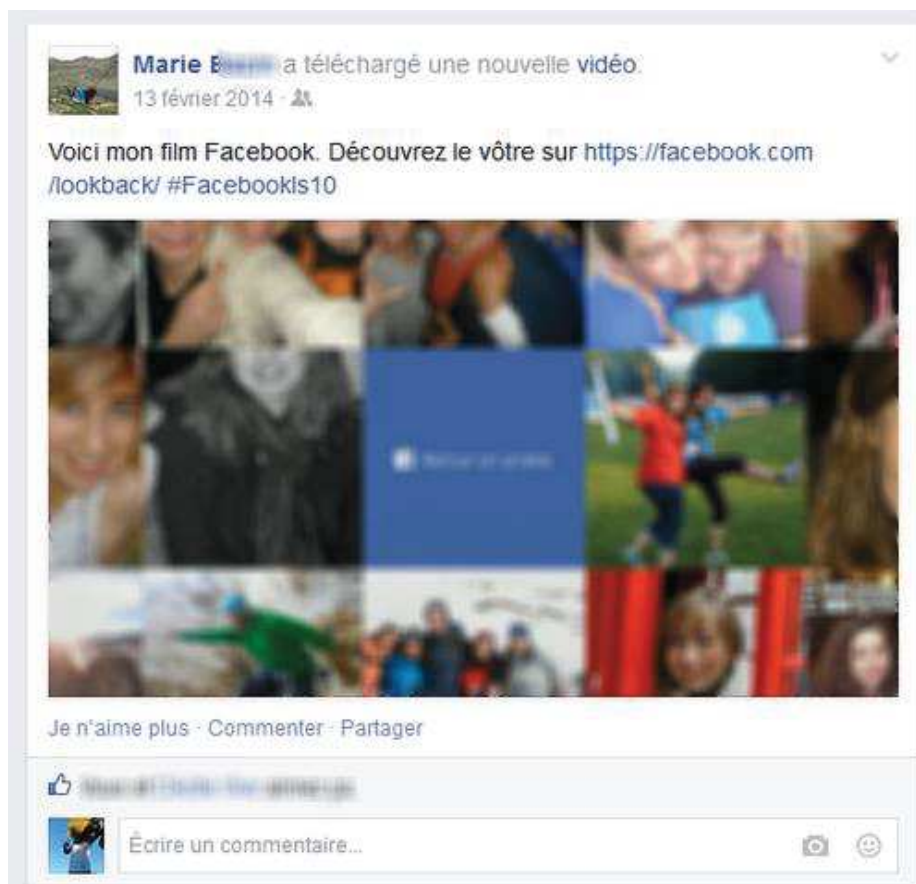 Marie a téléchargé une nouvelle vidéo.
13 février 2014 ·
Voici mon film Facebook. Découvrez le vôtre sur https://facebook.com
/lookback/ #FacebookIs10
Je n'aime plus · Commenter · Partager
Écrire un commentaire...